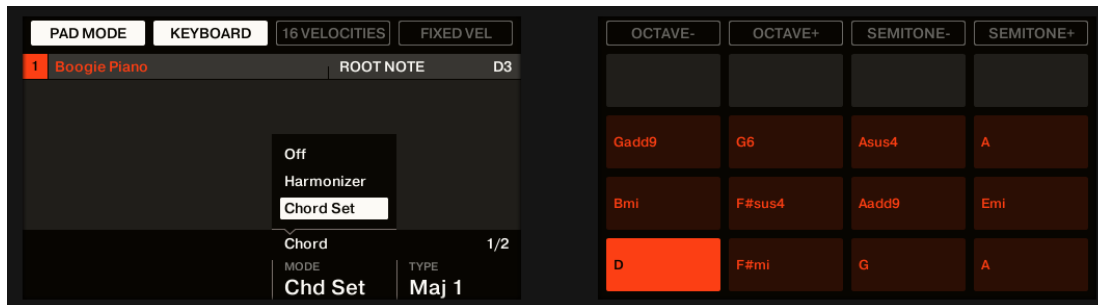 PAD MODE KEYBOARD 16 VELOCITIES FIXED VEL
1 Boogie Piano ROOT NOTE D3
Off
Harmonizer
Chord Set
Chord 1/2
MODE TYPE
Chd Set Maj 1
OCTAVE- OCTAVE+ SEMITONE- SEMITONE+
Gadd9 G6 Asus4 A
Bmi F#sus4 Aadd9 Emi
D F#mi G A